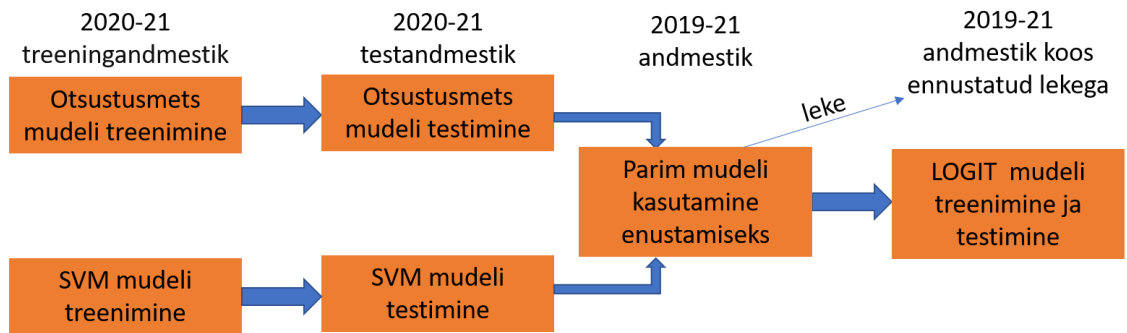 2020-21
treeningandmestik
2020-21
testandmestik
2019-21
andmestik
2019-21
andmestik koos
ennustatud lekega
Otsustusmets
mudeli treenimine
Otsustusmets
mudeli testimine
leke
Parim mudeli
kasutamine
enustamiseks
LOGIT mudeli
treenimine ja
testimine
SVM mudeli
treenimine
SVM mudeli
testimine